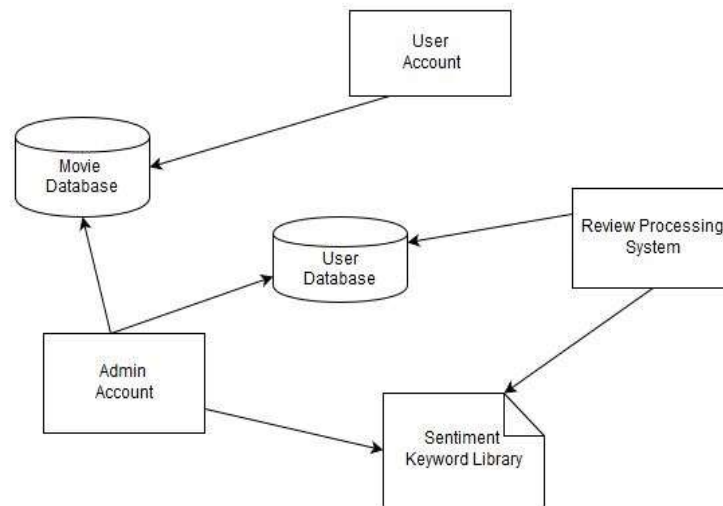 User
Account
Movie
Database
User
Database
Review Processing
System
Admin
Account
Sentiment
Keyword Library